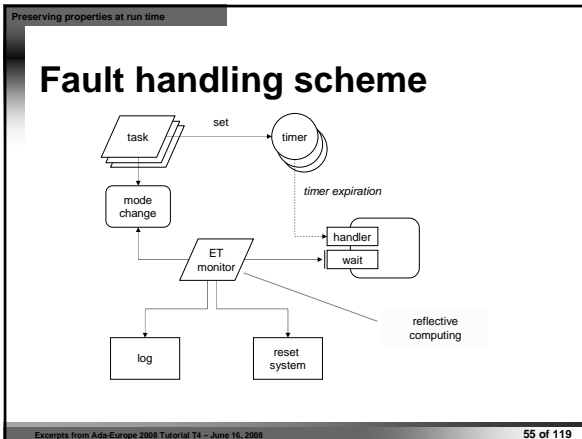 Preserving properties at run time
Fault handling scheme
task
set
timer
timer expiration
mode
change
handler
wait
ET
monitor
reflective
computing
log
reset
system
Excerpts from Ada-Europe 2008 Tutorial T4 – June 16, 2008
55 of 119